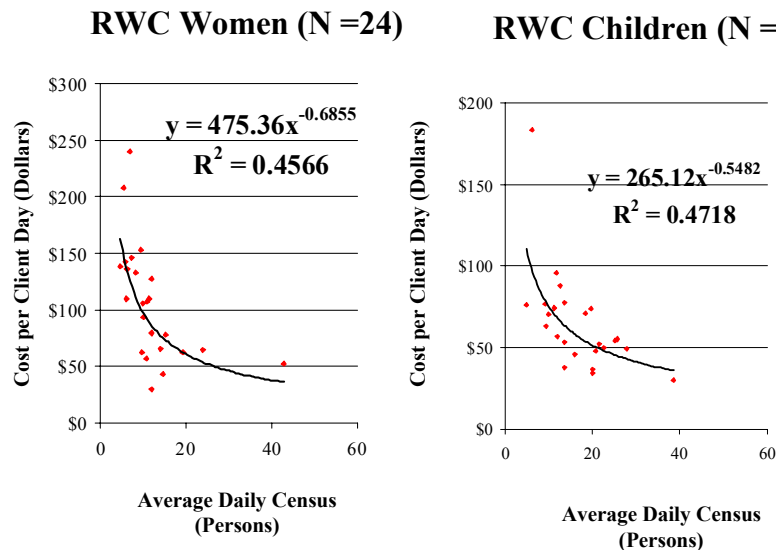 RWC Women (N =24)
$300
$250
$200
$150
$100
$50
$0
Cost per Client Day (Dollars)
y = 475.36x^-0.6855
R² = 0.4566
0 20 40 60
Average Daily Census
(Persons)
RWC Children (N =
$200
$150
$100
$50
$0
Cost per Client Day (Dollars)
y = 265.12x^-0.5482
R² = 0.4718
0 20 40 60
Average Daily Census
(Persons)